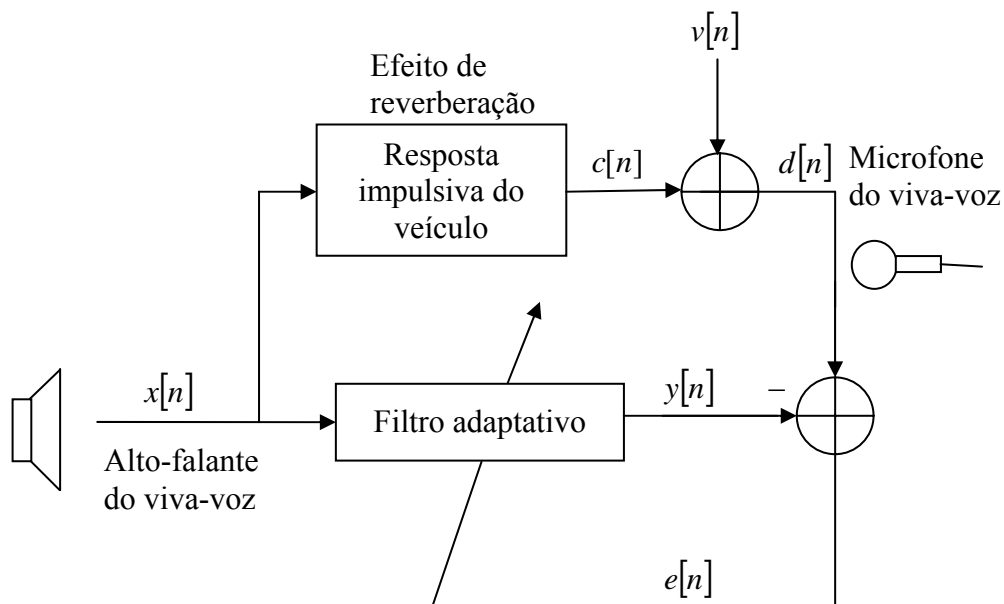 v[n]
Efeito de
reverberação
Resposta
impulsiva do
veículo
c[n]
d[n]
Microfone
do viva-voz
x[n]
Filtro adaptativo
y[n]
−
Alto-falante
do viva-voz
e[n]